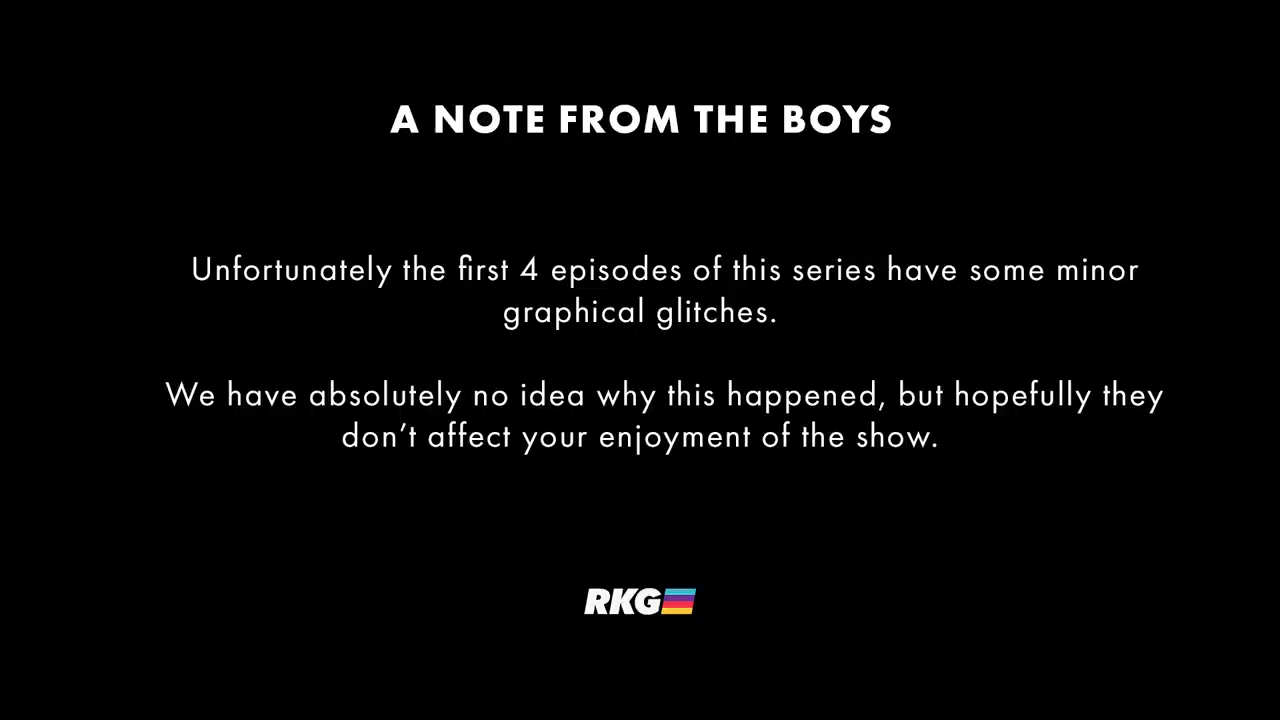 A NOTE FROM THE BOYS
Unfortunately the first 4 episodes of this series have some minor
graphical glitches.
We have absolutely no idea why this happened, but hopefully they
don’t affect your enjoyment of the show.
RKG